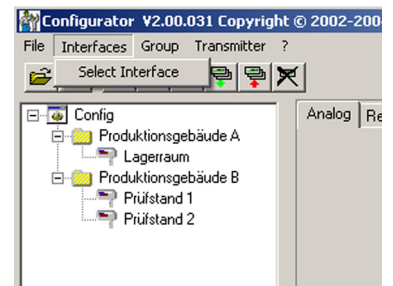 Configurator V2.00.031 Copyright © 2002-200
File Interfaces Group Transmitter ?
Select Interface
Config
Produktionsgebäude A
Lagerraum
Produktionsgebäude B
Prüfstand 1
Prüfstand 2
Analog Re